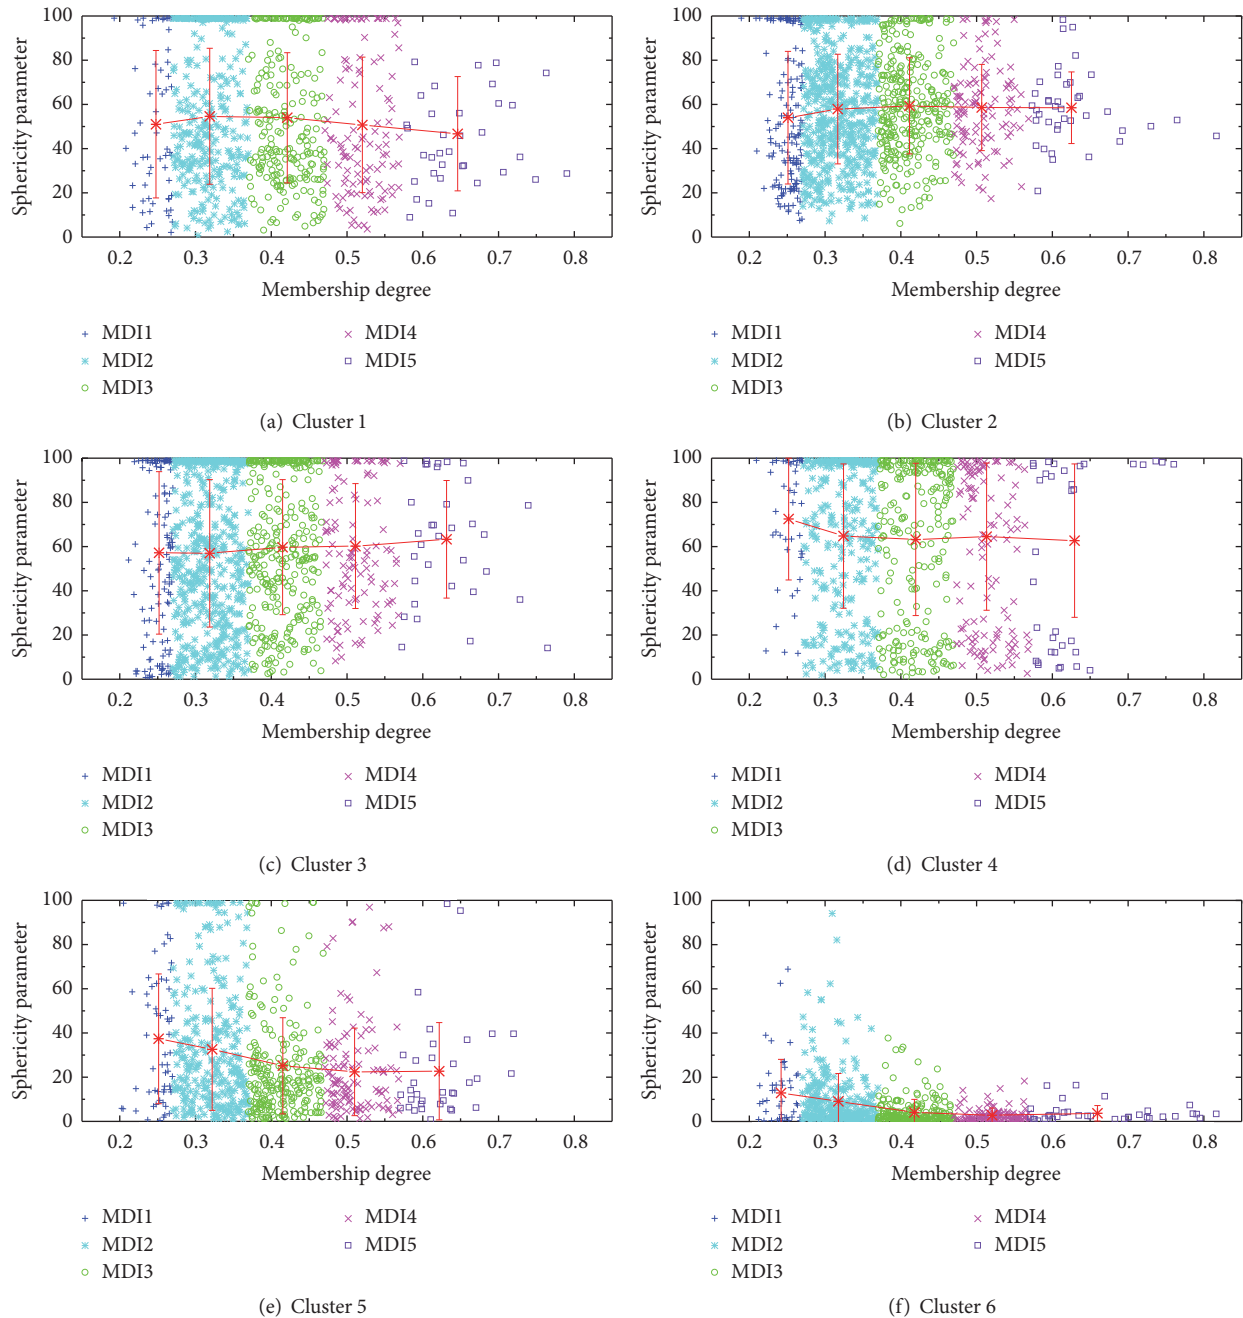 100
80
60
40
20
0
Sphericity parameter
0.2 0.3 0.4 0.5 0.6 0.7 0.8
Membership degree
MDI1 MDI4
MDI2 MDI5
MDI3
(a) Cluster 1
100
80
60
40
20
0
Sphericity parameter
0.2 0.3 0.4 0.5 0.6 0.7 0.8
Membership degree
MDI1 MDI4
MDI2 MDI5
MDI3
(b) Cluster 2
100
80
60
40
20
0
Sphericity parameter
0.2 0.3 0.4 0.5 0.6 0.7 0.8
Membership degree
MDI1 MDI4
MDI2 MDI5
MDI3
(c) Cluster 3
100
80
60
40
20
0
Sphericity parameter
0.2 0.3 0.4 0.5 0.6 0.7 0.8
Membership degree
MDI1 MDI4
MDI2 MDI5
MDI3
(d) Cluster 4
100
80
60
40
20
0
Sphericity parameter
0.2 0.3 0.4 0.5 0.6 0.7 0.8
Membership degree
MDI1 MDI4
MDI2 MDI5
MDI3
(e) Cluster 5
100
80
60
40
20
0
Sphericity parameter
0.2 0.3 0.4 0.5 0.6 0.7 0.8
Membership degree
MDI1 MDI4
MDI2 MDI5
MDI3
(f) Cluster 6